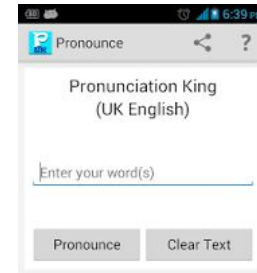 6:39
Pronounce
?
Pronunciation King
(UK English)
Enter your word(s)
Pronounce
Clear Text